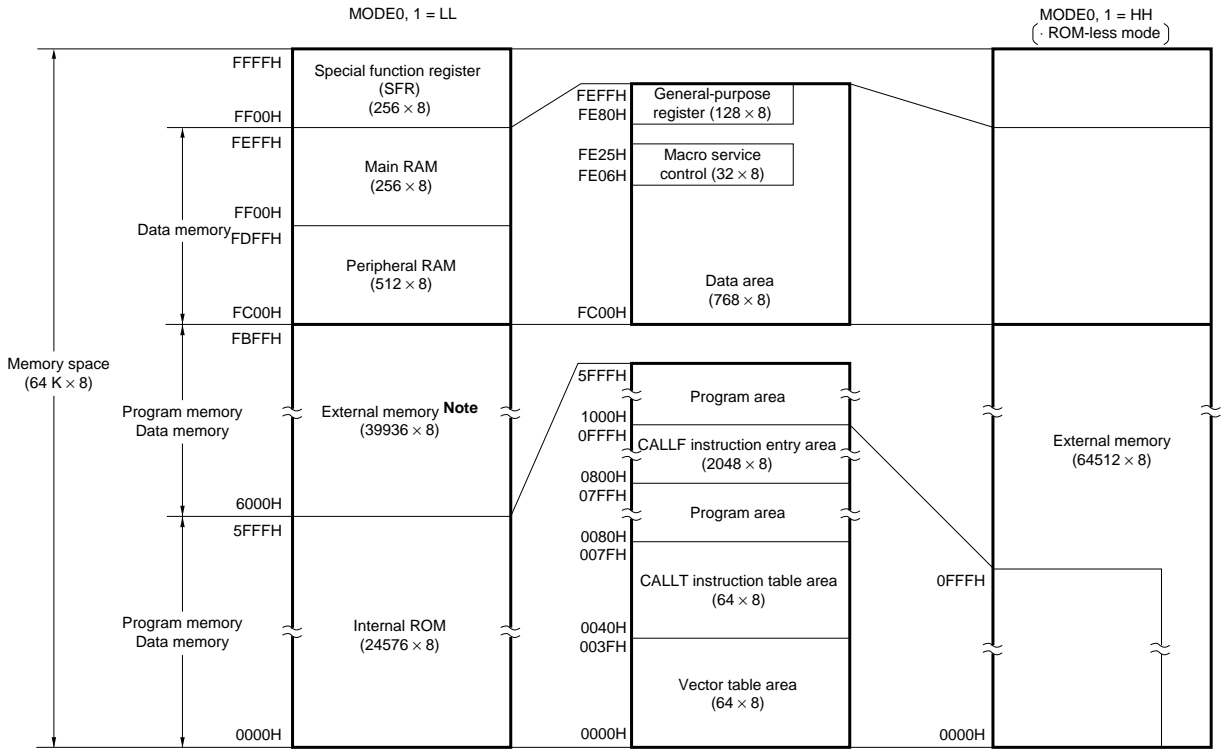 MODE0, 1 = LL
MODE0, 1 = HH
( · ROM-less mode )
FFFFH
Special function register
(SFR)
(256 × 8)
FF00H
FEFFH
Main RAM
(256 × 8)
FF00H
Data memory
FDFFH
Peripheral RAM
(512 × 8)
FC00H
FBFFH
Memory space
(64 K × 8)
Program memory
Data memory
External memory Note
(39936 × 8)
6000H
5FFFH
Program memory
Data memory
Internal ROM
(24576 × 8)
0000H
FEFFH
General-purpose
register (128 × 8)
FE80H
FE25H
Macro service
control (32 × 8)
FE06H
Data area
(768 × 8)
FC00H
5FFFH
Program area
1000H
0FFFH
CALLF instruction entry area
(2048 × 8)
0800H
07FFH
Program area
0080H
007FH
CALLT instruction table area
(64 × 8)
0040H
003FH
Vector table area
(64 × 8)
0000H
External memory
(64512 × 8)
0FFFH
0000H